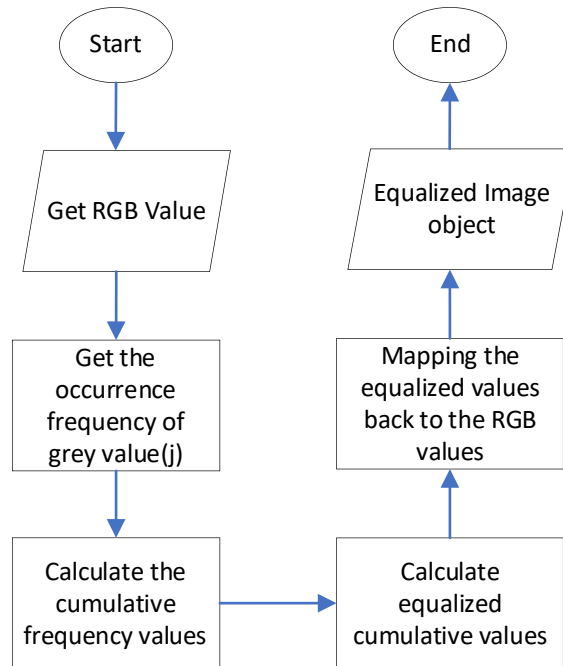 Start
Get RGB Value
Get the
occurrence
frequency of
grey value(j)
Calculate the
cumulative
frequency values
Calculate
equalized
cumulative values
Mapping the
equalized values
back to the RGB
values
Equalized Image
object
End